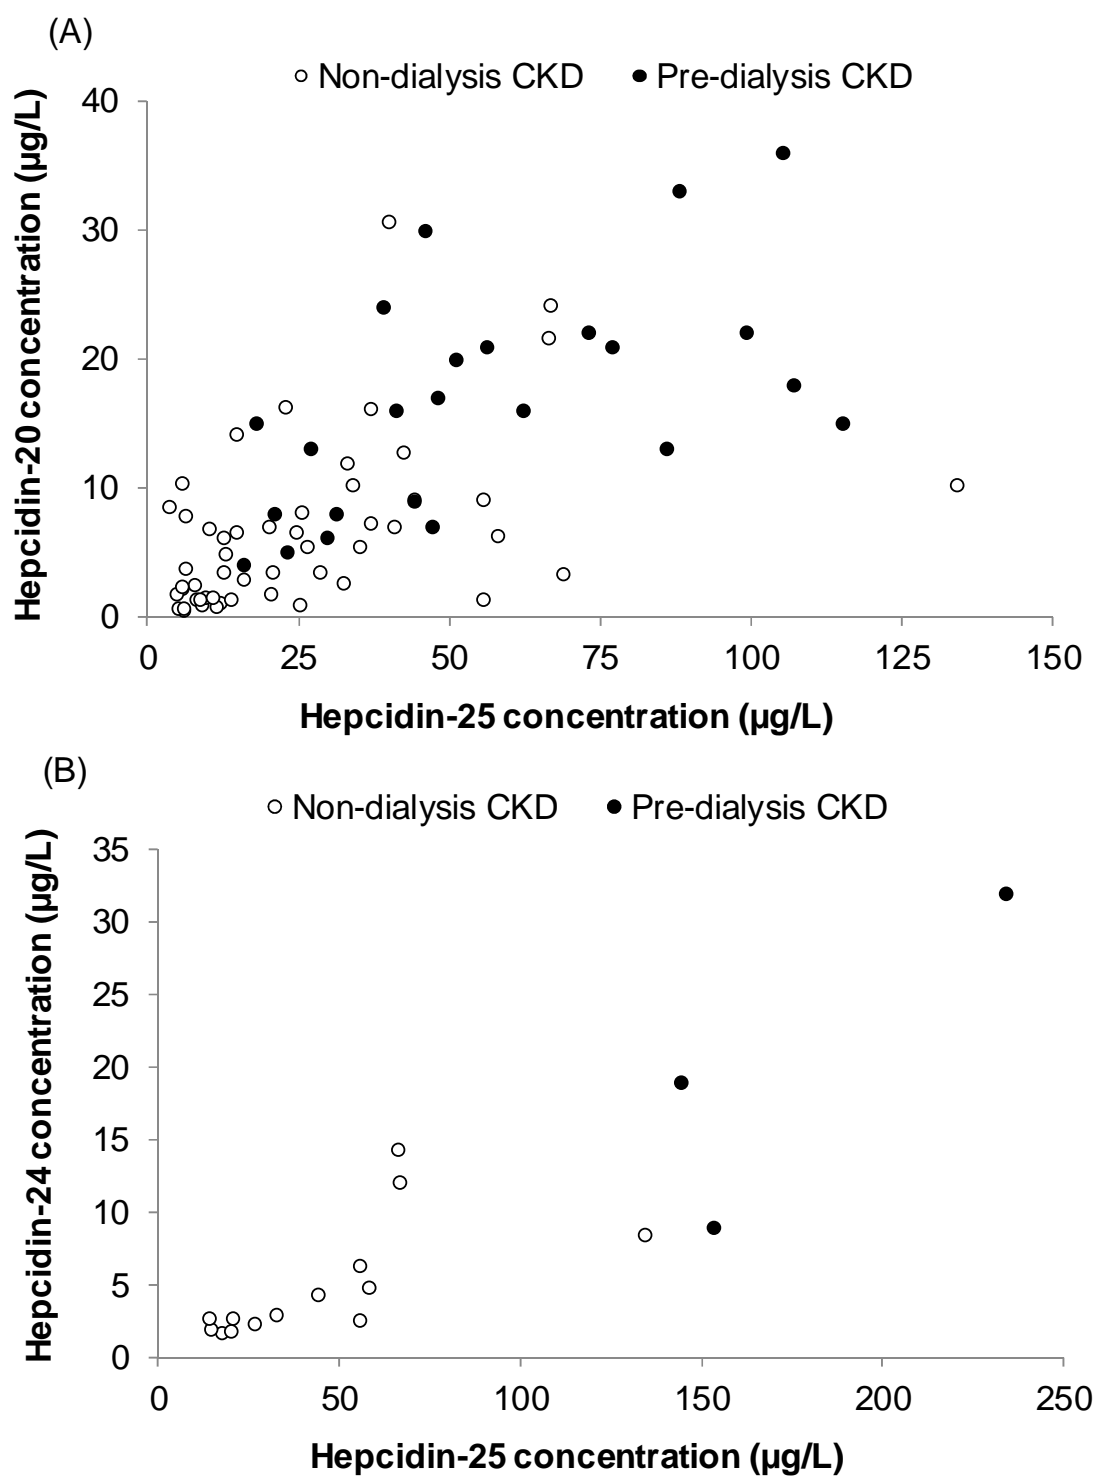 (A)
Non-dialysis CKD Pre-dialysis CKD
Hepcidin-20 concentration (µg/L)
40
30
20
10
0
0 25 50 75 100 125 150
Hepcidin-25 concentration (µg/L)
(B)
Non-dialysis CKD Pre-dialysis CKD
Hepcidin-24 concentration (µg/L)
35
30
25
20
15
10
5
0
0 50 100 150 200 250
Hepcidin-25 concentration (µg/L)